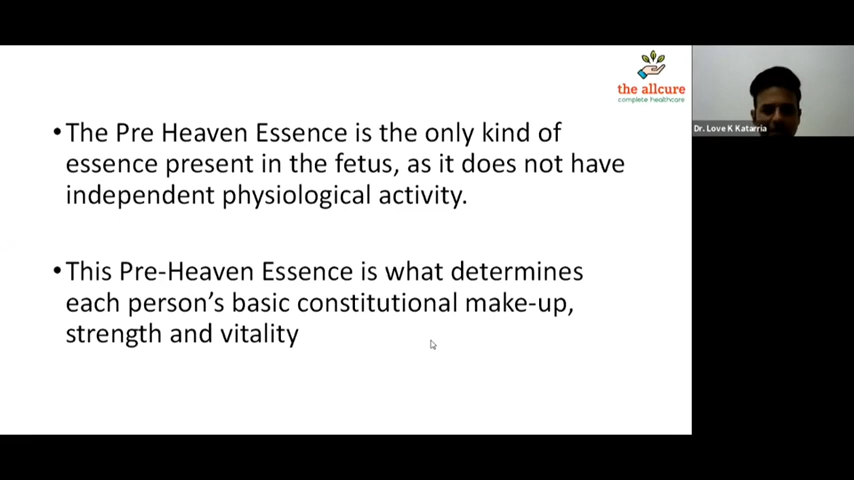 the allcure
complete healthcare
Dr. Love K Katarria
•The Pre Heaven Essence is the only kind of
essence present in the fetus, as it does not have
independent physiological activity.
•This Pre-Heaven Essence is what determines
each person's basic constitutional make-up,
strength and vitality